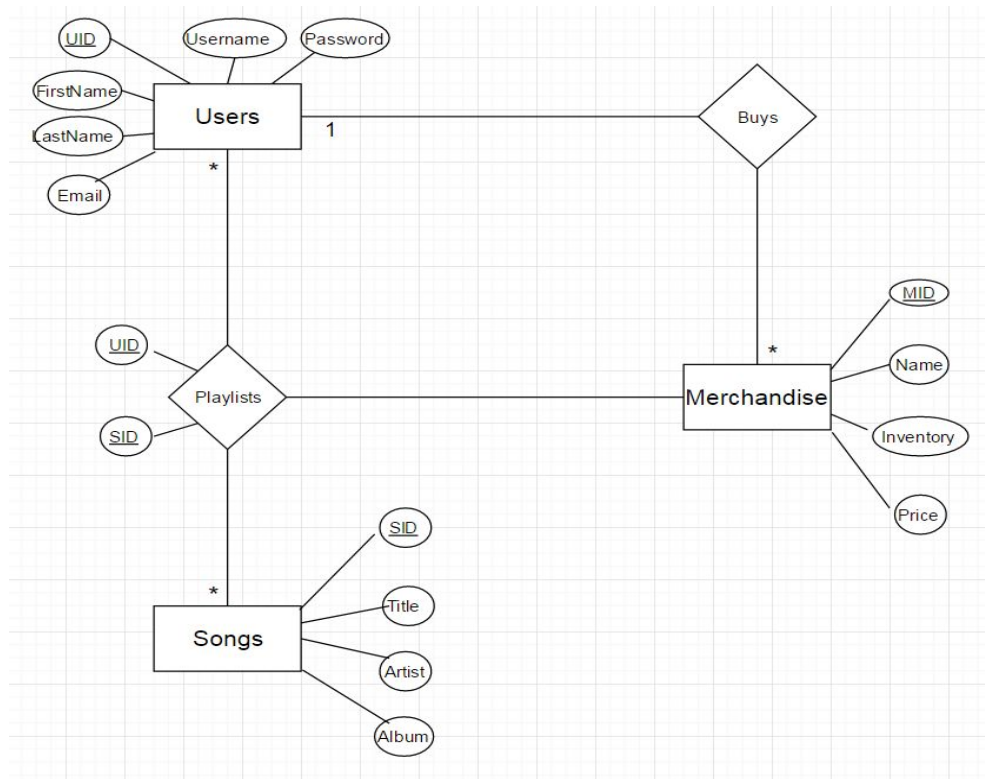 UID
Username
Password
FirstName
Users
Buys
1
LastName
*
Email
MID
UID
*
Name
Playlists
Merchandise
SID
Inventory
Price
SID
*
Title
Songs
Artist
Album